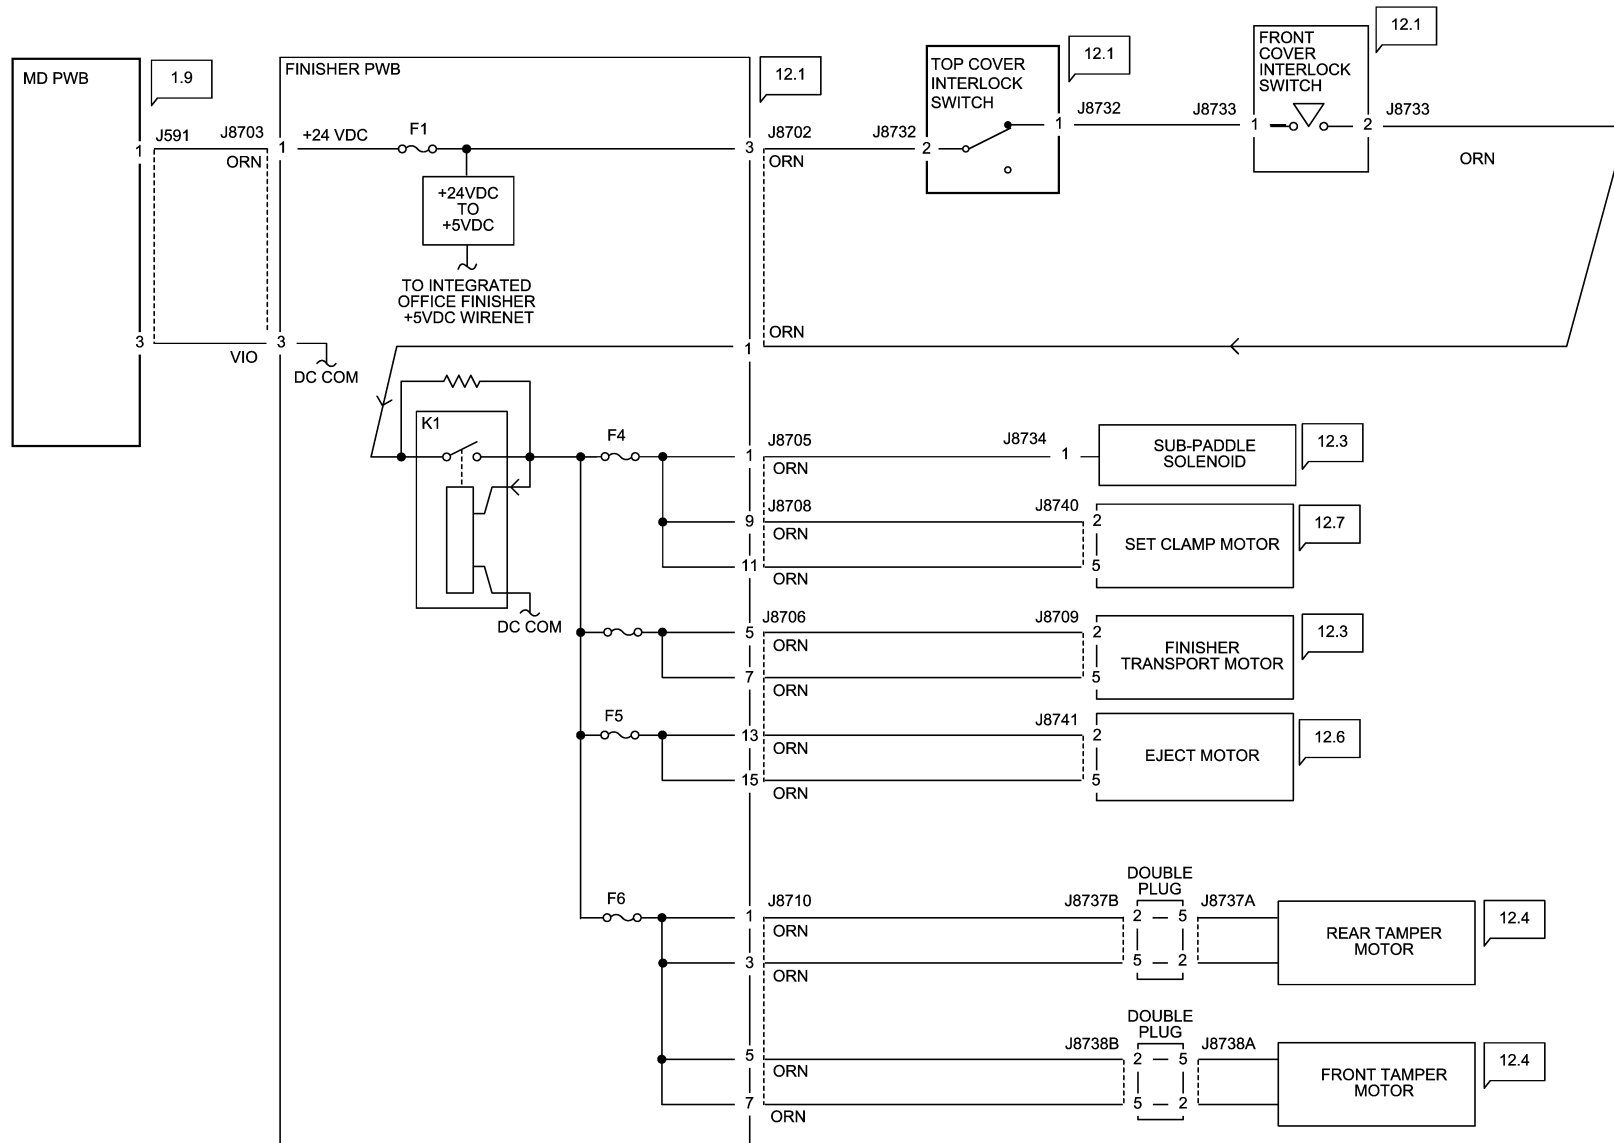 12.1
FRONT
COVER
INTERLOCK
SWITCH
12.1
TOP COVER
INTERLOCK
SWITCH
12.1
FINISHER PWB
1.9
MD PWB
1
J591
J8703
ORN
1
+24 VDC
F1
3
J8702
ORN
J8732
2
1
J8732
J8733
1
2
J8733
ORN
+24VDC
TO
+5VDC
TO INTEGRATED
OFFICE FINISHER
+5VDC WIRENET
3
VIO
3
DC COM
1
ORN
K1
DC COM
F4
1
J8705
ORN
J8734
1
SUB-PADDLE
SOLENOID
12.3
9
J8708
ORN
J8740
2
SET CLAMP MOTOR
12.7
11
ORN
5
J8706
5
ORN
J8709
2
FINISHER
TRANSPORT MOTOR
12.3
7
ORN
5
F5
13
ORN
J8741
2
EJECT MOTOR
12.6
15
ORN
5
F6
1
J8710
ORN
J8737B
DOUBLE
PLUG
2
5
J8737A
REAR TAMPER
MOTOR
12.4
3
ORN
5
2
5
ORN
J8738B
DOUBLE
PLUG
2
5
J8738A
FRONT TAMPER
MOTOR
12.4
7
ORN
5
2